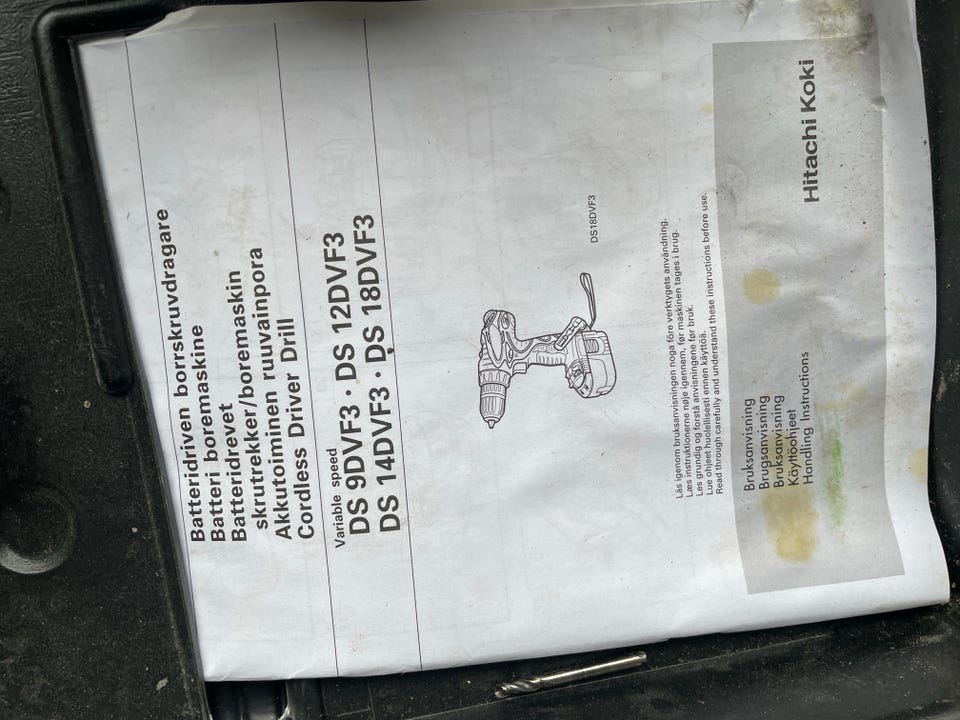 Batteridriven borrskruvdragare
Batteri boremaskine
Batteridrevet
skrutrekker/boremaskin
Akkutoiminen ruuvainpora
Cordless Driver Drill
Variable speed
DS 9DVF3 · DS 12DVF3
DS 14DVF3 · DS 18DVF3
DS18DVF3
Läs igenom bruksanvisningen noga före verktygets användning.
Læs instruktionerne nøje igennem, før maskinen tages i brug.
Les grundig og forstå anvisningene før bruk.
Lue ohjeet huolellisesti ennen käyttöä.
Read through carefully and understand these instructions before use.
Bruksanvisning
Brugsanvisning
Bruksanvisning
Käyttöohjeet
Handling Instructions
Hitachi Koki